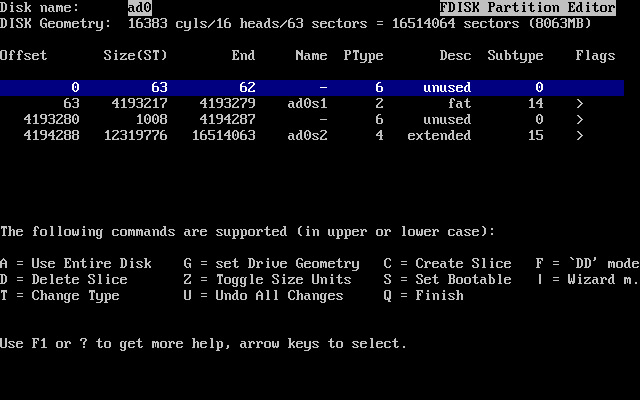 Disk name:      ad0                                    FDISK Partition Editor
DISK Geometry:  16383 cyls/16 heads/63 sectors = 16514064 sectors (8063MB)
Offset       Size(ST)        End     Name  PType       Desc  Subtype    Flags
         0         63         62        -      6     unused        0
        63    4193217    4193279    ad0s1      2        fat       14    >
   4193280       1008    4194287        -      6     unused        0    >
   4194288   12319776   16514063    ad0s2      4   extended       15    >
The following commands are supported (in upper or lower case):
A = Use Entire Disk    G = set Drive Geometry   C = Create Slice   F = `DD' mode
D = Delete Slice       Z = Toggle Size Units    S = Set Bootable   | = Wizard m.
T = Change Type        U = Undo All Changes     Q = Finish
Use F1 or ? to get more help, arrow keys to select.